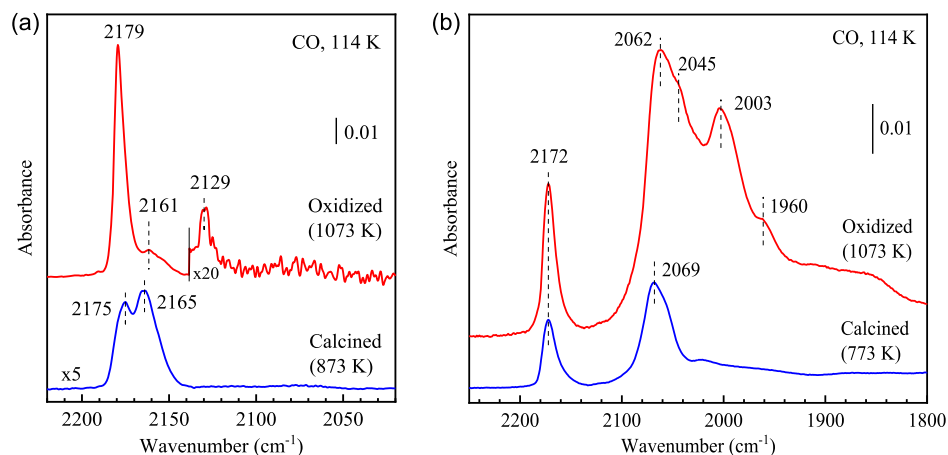 (a)
2179
CO, 114 K
0.01
2161
2129
Oxidized
(1073 K)
x20
2175
2165
Calcined
(873 K)
x5
Absorbance
2200 2150 2100 2050
Wavenumber (cm-1)
(b)
2062
CO, 114 K
2045
2003
0.01
2172
1960
Oxidized
(1073 K)
2069
Calcined
(773 K)
Absorbance
2200 2100 2000 1900 1800
Wavenumber (cm-1)